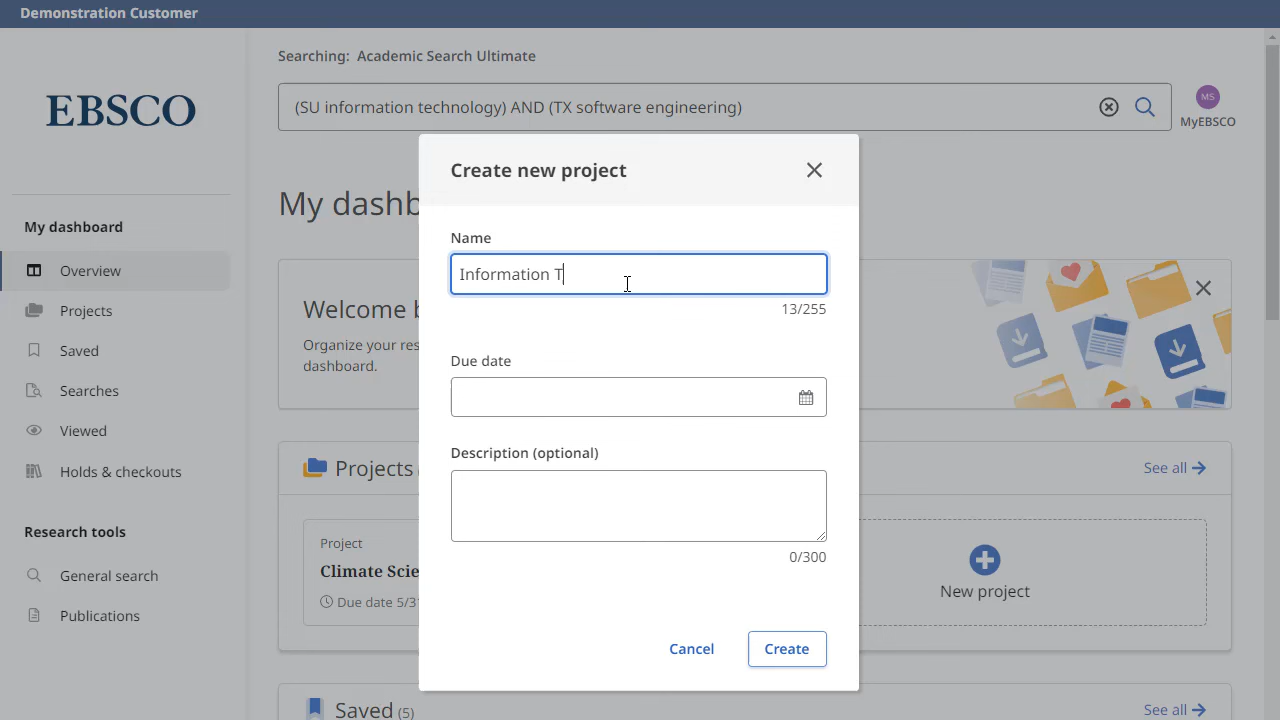 Demonstration Customer
Searching: Academic Search Ultimate
EBSCO
(SU information technology) AND (TX software engineering)
MS
MyEBSCO
My dashboard
Overview
Projects
Saved
Searches
Viewed
Holds & checkouts
Research tools
General search
Publications
My dashb
Welcome b
Organize your res
dashboard.
Projects
See all
Project
Climate Scie
Due date 5/31
New project
Saved (5)
See all
Create new project
Name
Information T
13/255
Due date
Description (optional)
0/300
Cancel
Create